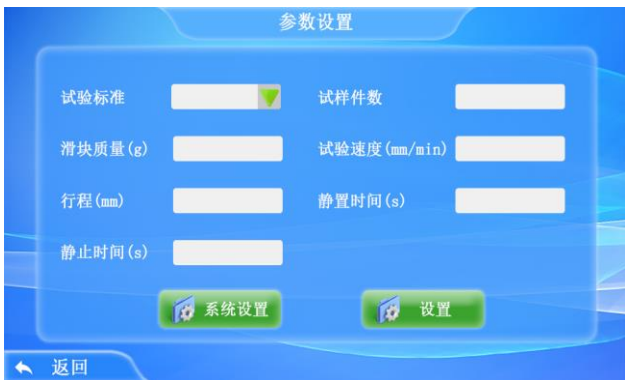 参数设置
试验标准 试样件数
滑块质量(g) 试验速度(mm/min)
行程(mm) 静置时间(s)
静止时间(s)
系统设置 设置
返回